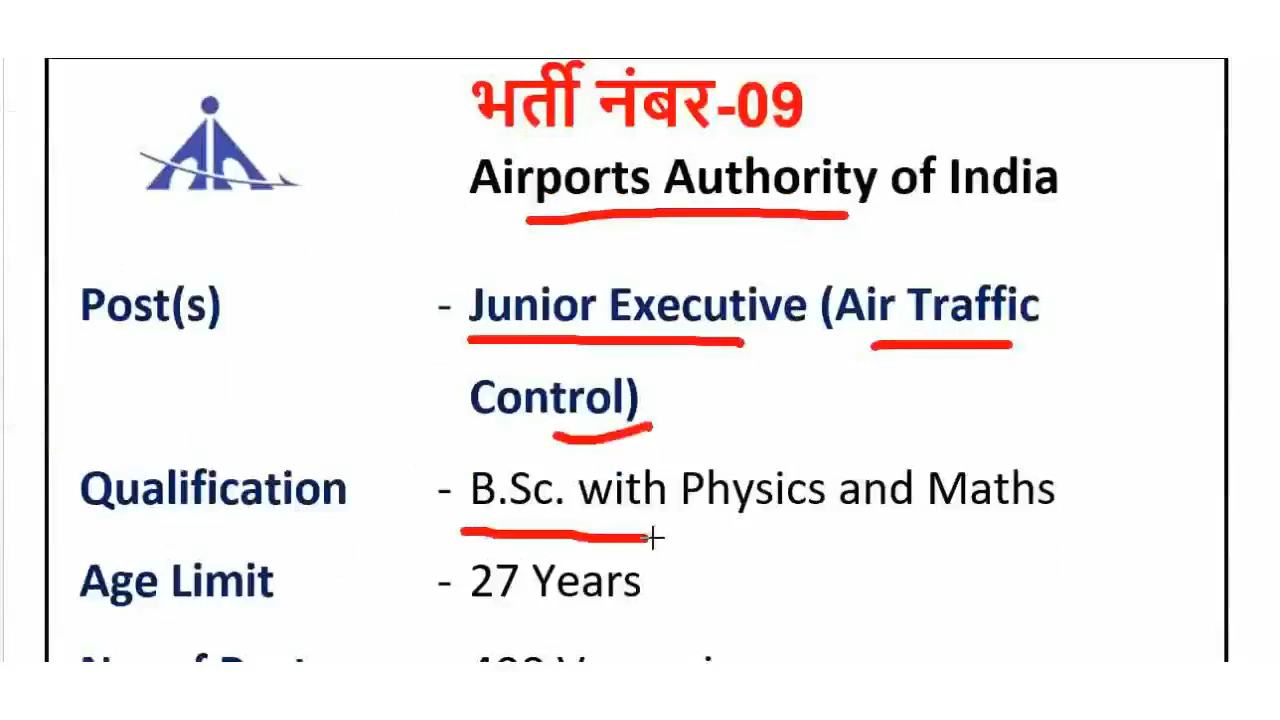 भर्ती नंबर-09
Airports Authority of India
Post(s) - Junior Executive (Air Traffic
Control)
Qualification - B.Sc. with Physics and Maths
Age Limit - 27 Years